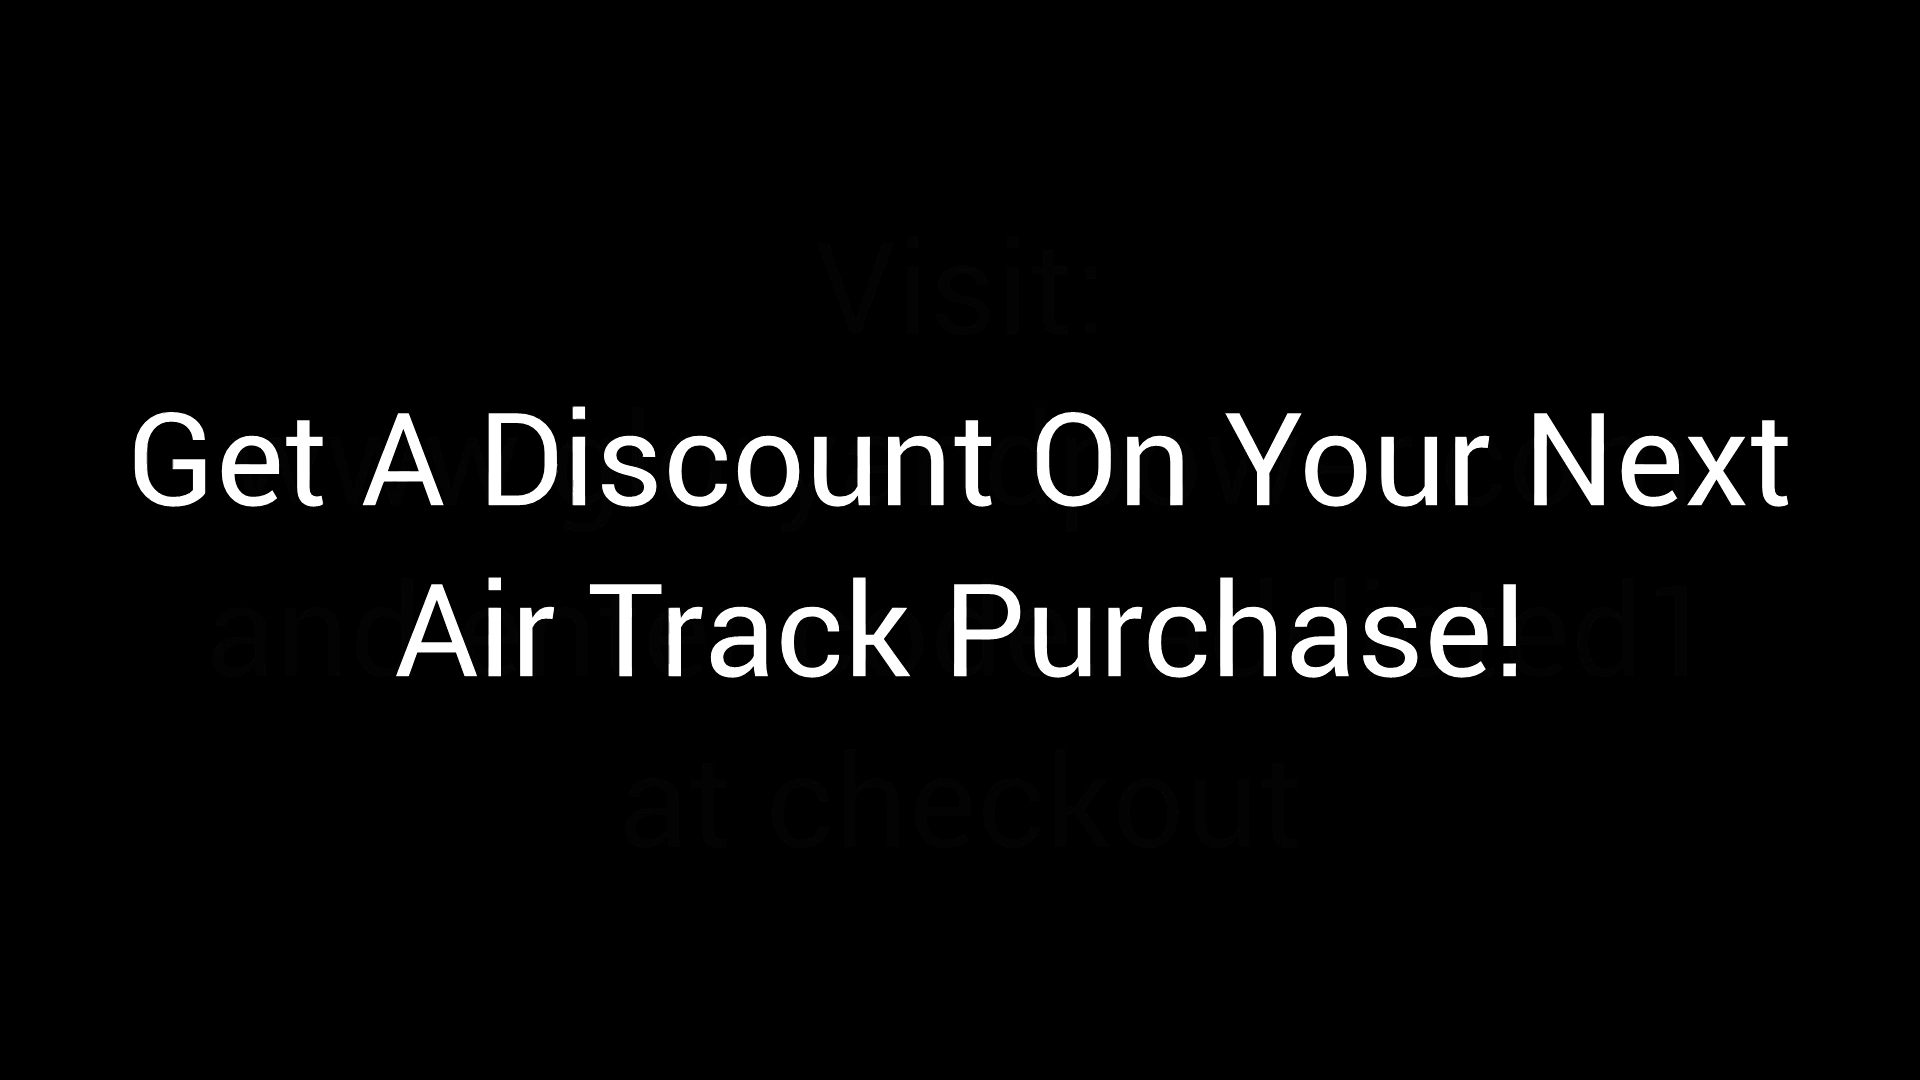 Visit:
Get A Discount On Your Next
Air Track Purchase!
at checkout